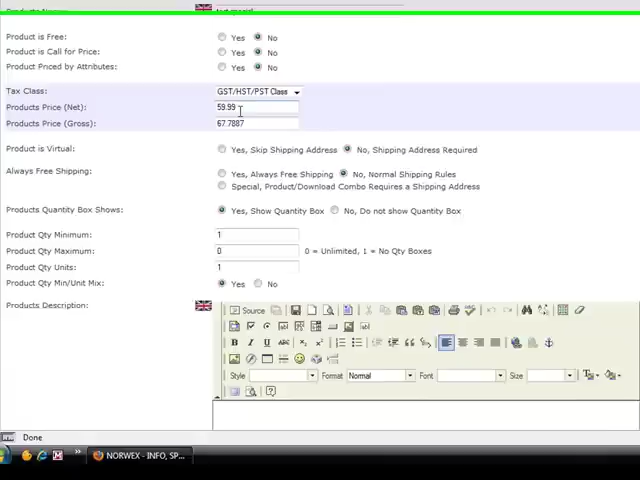 Product is Free: Yes No
Product is Call for Price: Yes No
Product Priced by Attributes: Yes No
Tax Class: GST/HST/PST Class
Products Price (Net): 59.99
Products Price (Gross): 67.7887
Product is Virtual: Yes, Skip Shipping Address No, Shipping Address Required
Always Free Shipping: Yes, Always Free Shipping No, Normal Shipping Rules
Special, Product/Download Combo Requires a Shipping Address
Products Quantity Box Shows: Yes, Show Quantity Box No, Do not show Quantity Box
Product Qty Minimum: 1
Product Qty Maximum: 0 0 = Unlimited, 1 = No Qty Boxes
Product Qty Units: 1
Product Qty Min/Unit Mix: Yes No
Products Description:
Source
B I U ABC x₂ x²
Style Format Normal Font Size
Done
NORWEX - INFO, SP...